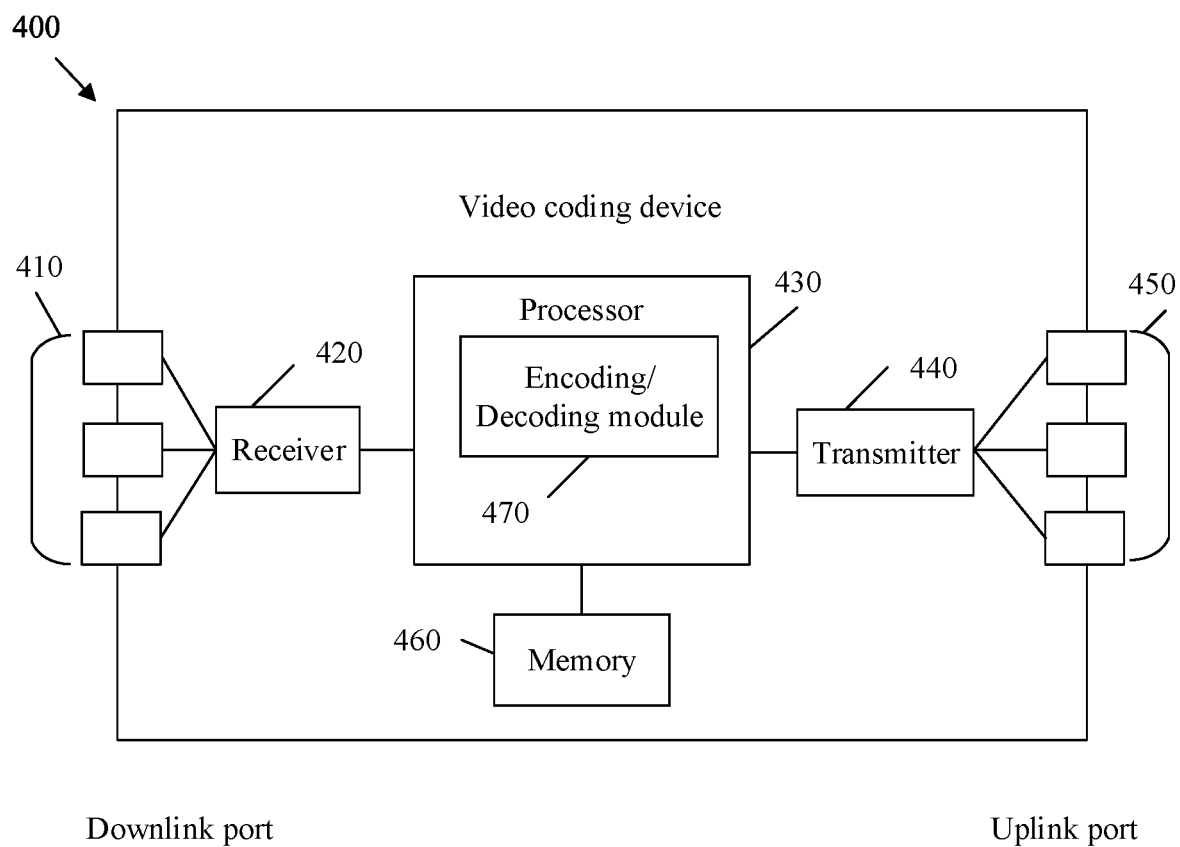 400
Video coding device
410
430
450
Processor
420
440
Encoding/
Decoding module
Receiver
Transmitter
470
460
Memory
Downlink port
Uplink port